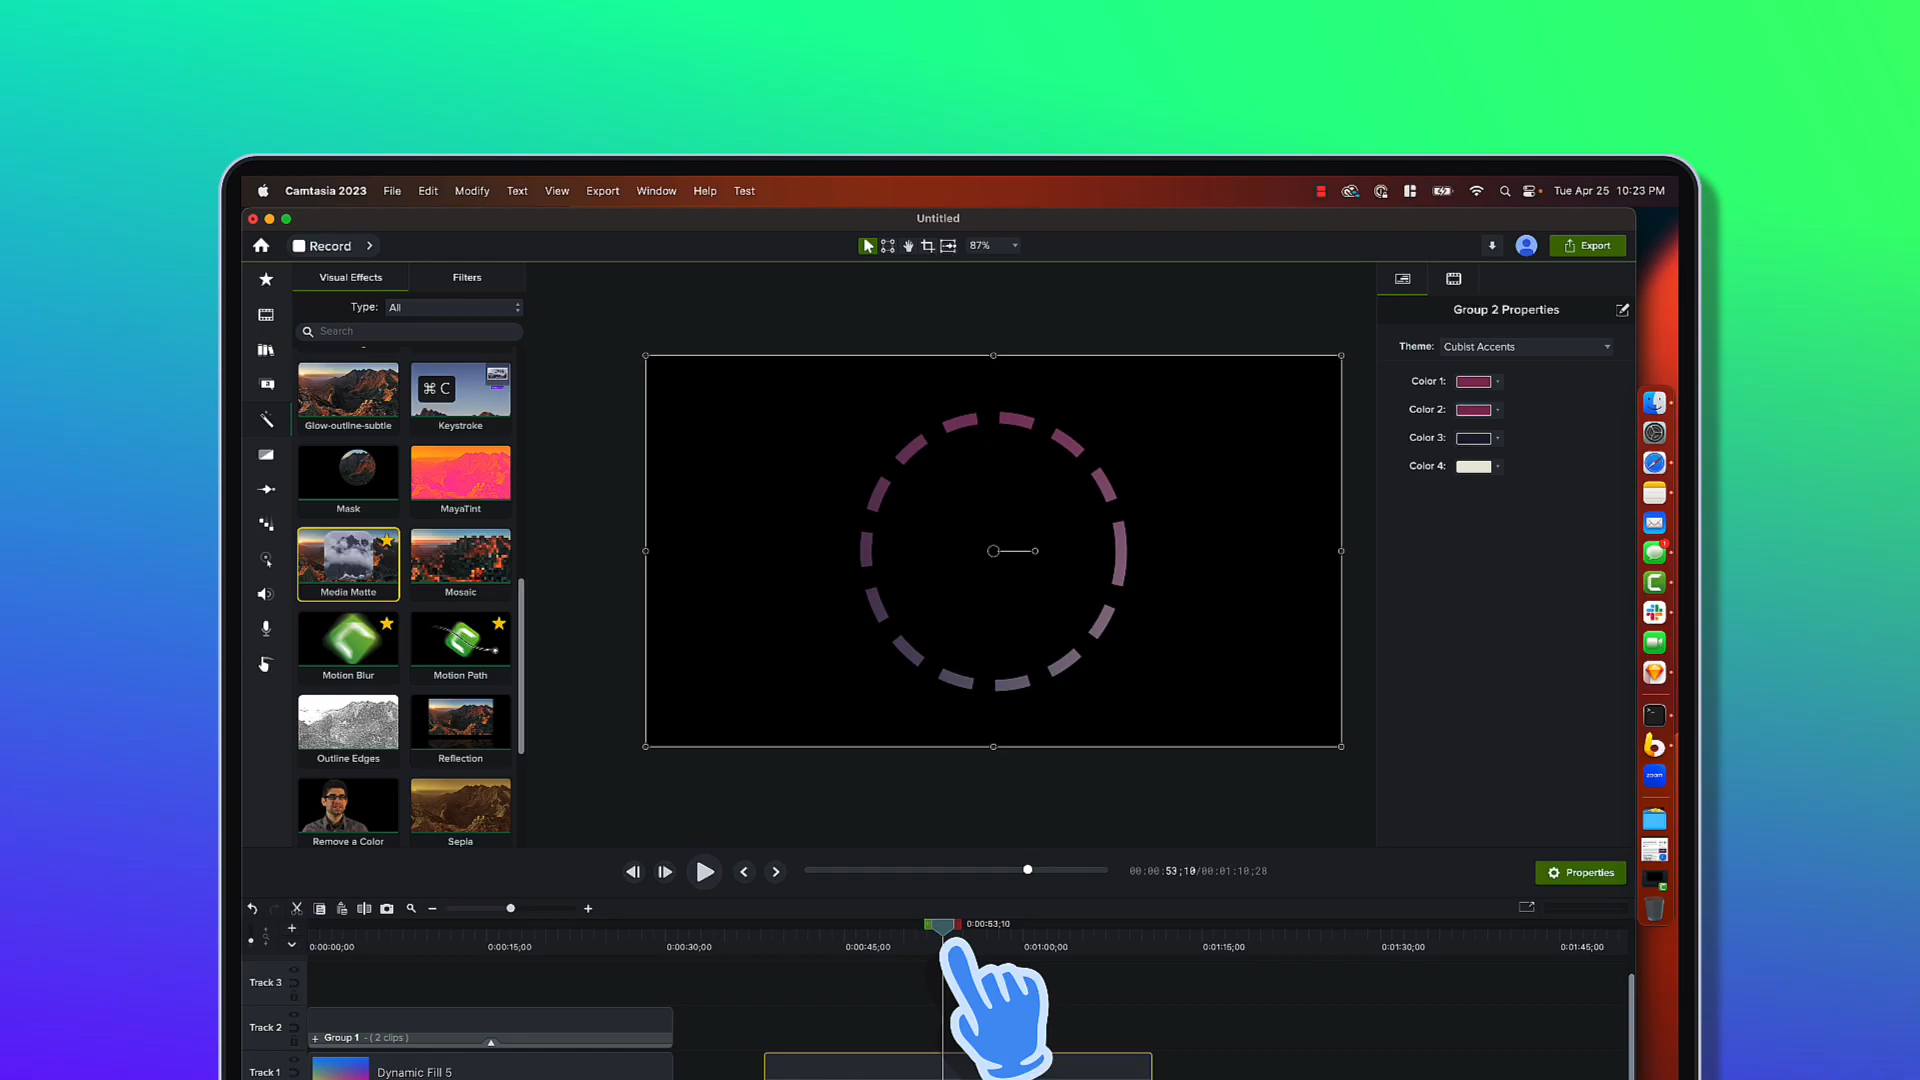 Camtasia 2023 File Edit Modify Text View Export Window Help Test Tue Apr 25 10:23 PM
Untitled
Record 87% Export
Visual Effects Filters
Type: All
Search
Group 2 Properties
Theme: Cubist Accents
Color 1:
Color 2:
Color 3:
Color 4:
⌘ C
Glow-outline-subtle Keystroke
Mask MayaTint
Media Matte Mosaic
Motion Blur Motion Path
Outline Edges Reflection
Remove a Color Sepia
zoom
00:00:53;10/00:01:10;28
Properties
0:00:53;10
0:00:00;00 0:00:15;00 0:00:30;00 0:00:45;00 0:01:00;00 0:01:15;00 0:01:30;00 0:01:45;00
Track 3
Track 2
+ Group 1 - ( 2 clips )
Track 1 Dynamic Fill 5